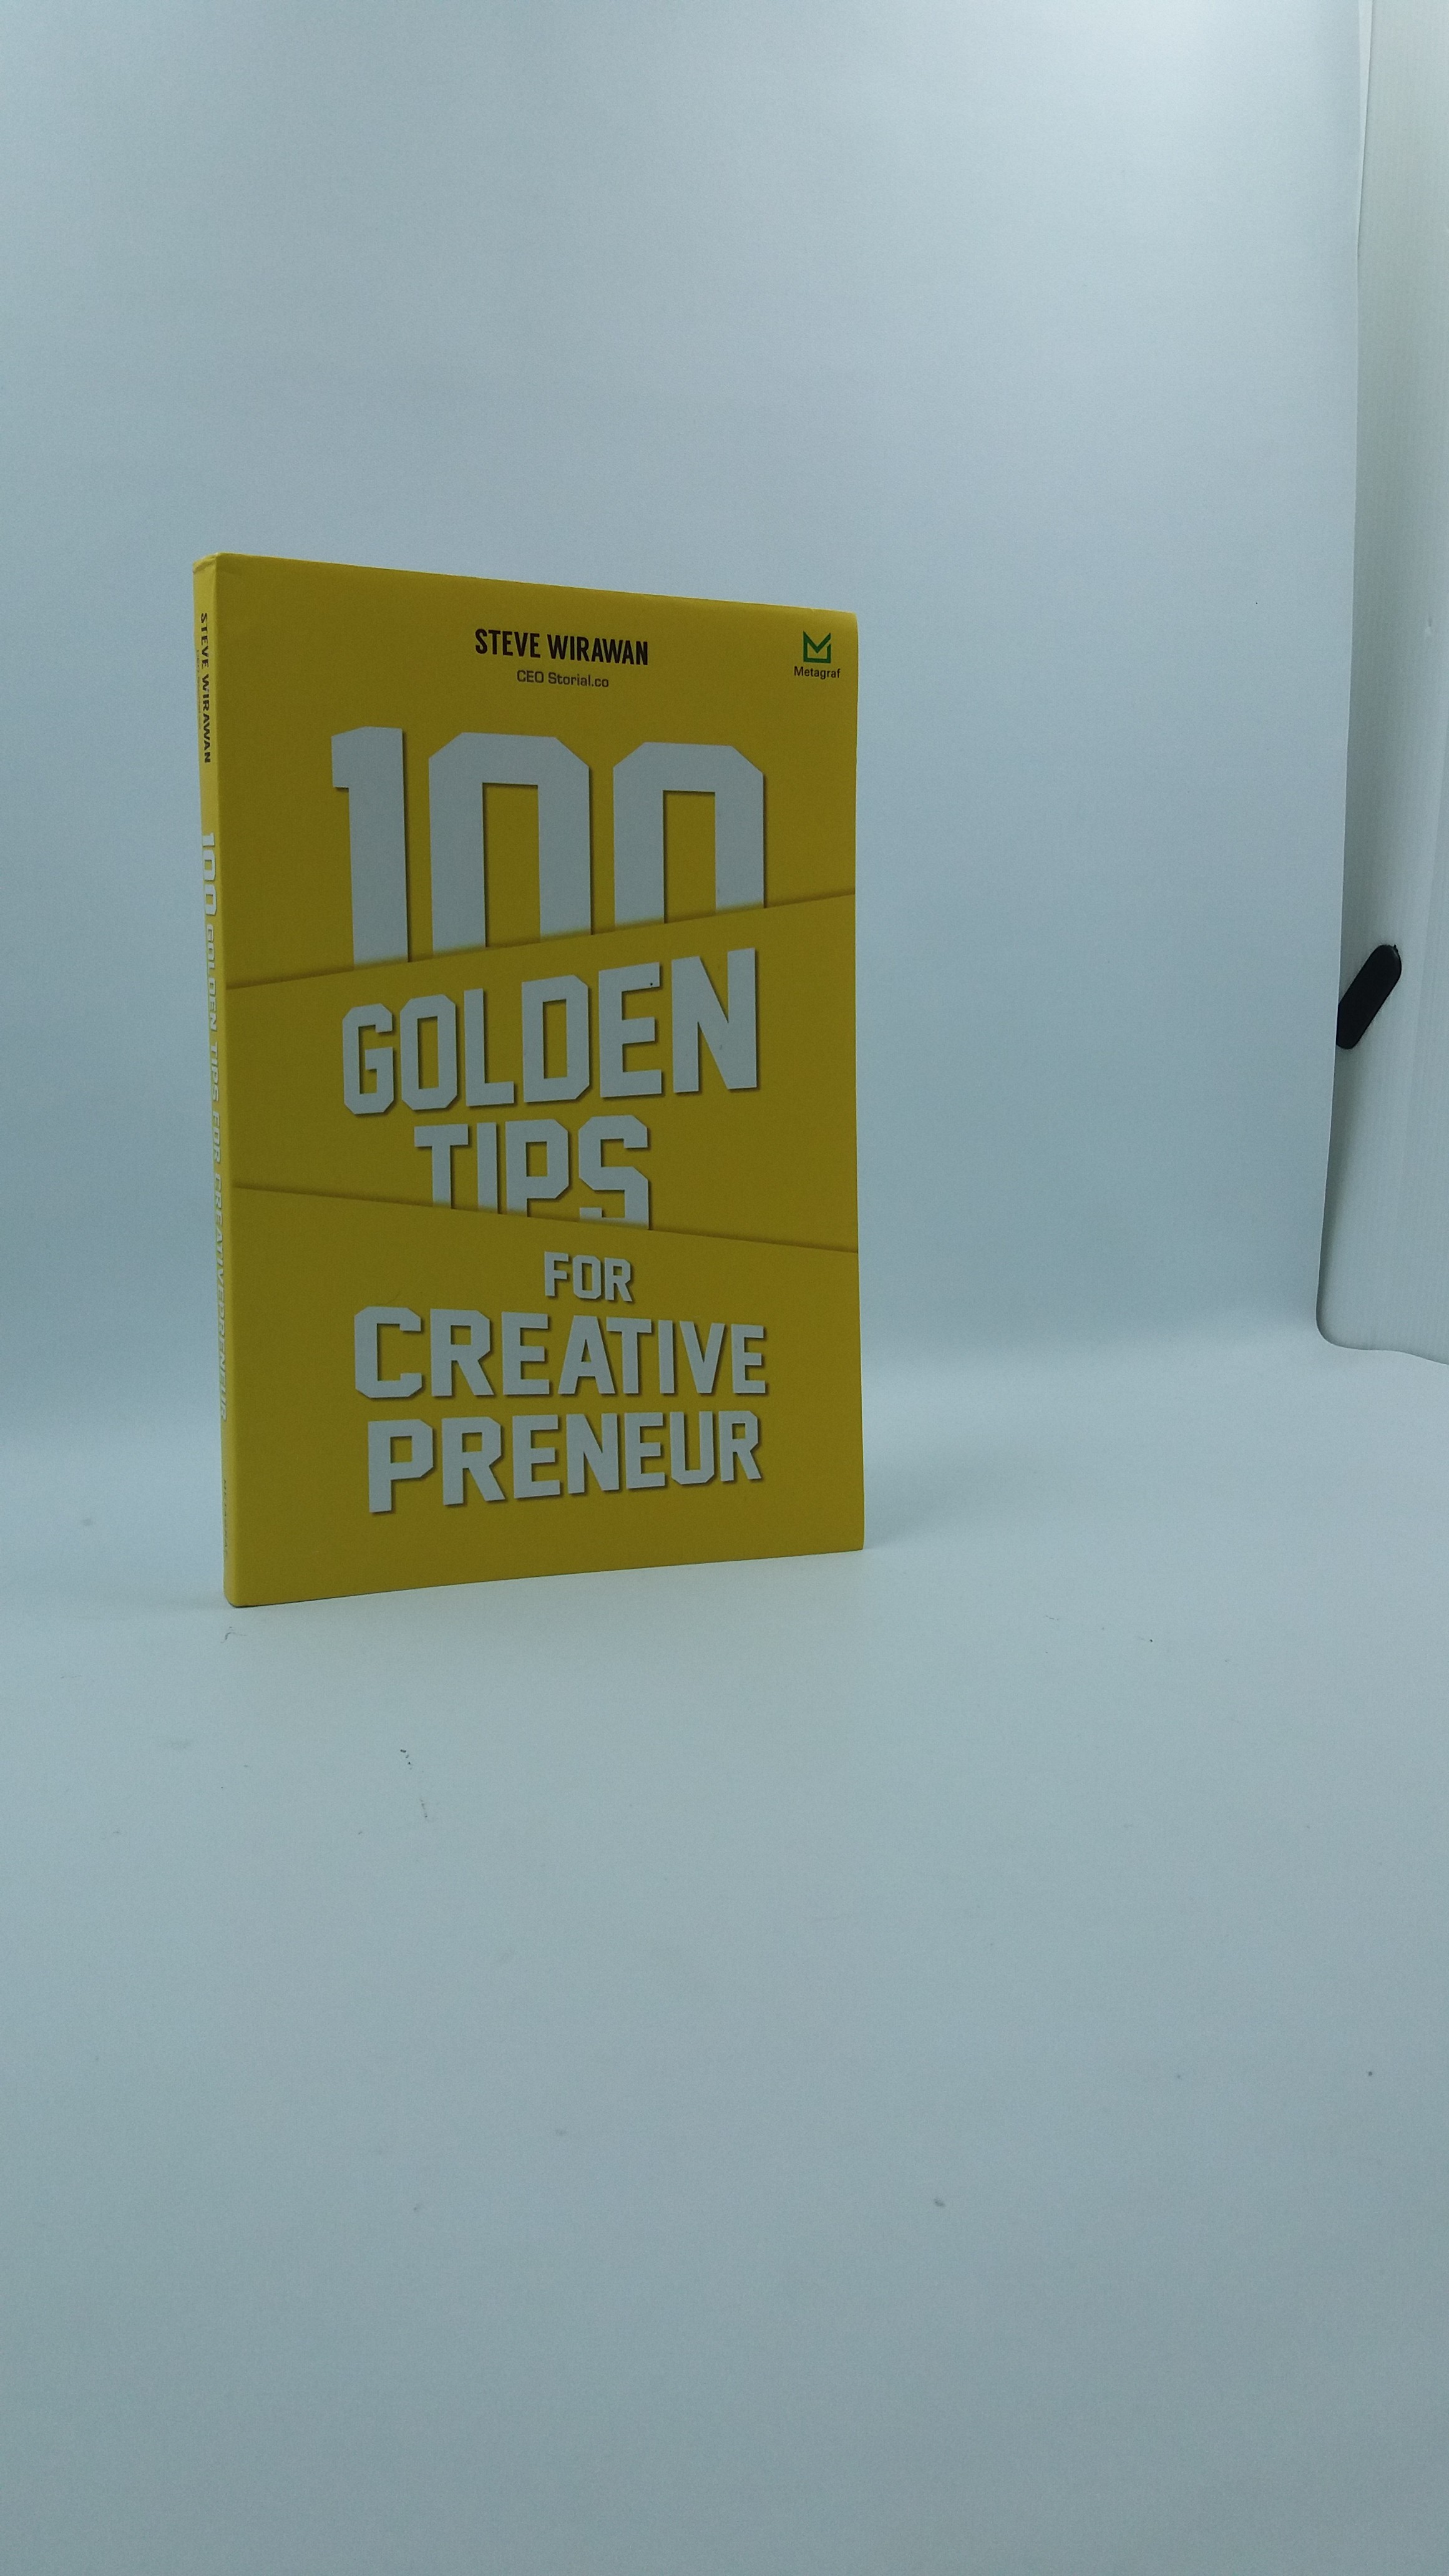 STEVE WIRAWAN
CEO Storial.co
Metagraf
100
GOLDEN
TIPS
FOR
CREATIVE
PRENEUR
STEVE WIRAWAN
100 GOLDEN TIPS FOR CREATIVEPRENEUR